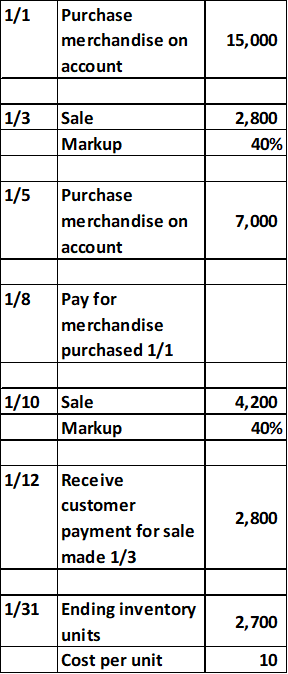 1/1 Purchase
merchandise on 15,000
account
1/3 Sale 2,800
Markup 40%
1/5 Purchase
merchandise on 7,000
account
1/8 Pay for
merchandise
purchased 1/1
1/10 Sale 4,200
Markup 40%
1/12 Receive
customer
payment for sale 2,800
made 1/3
1/31 Ending inventory
units 2,700
Cost per unit 10